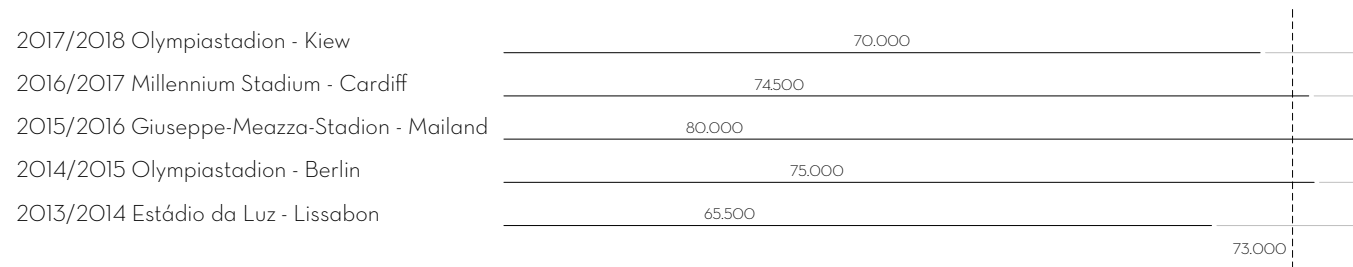 2017/2018 Olympiastadion - Kiew 70.000
2016/2017 Millennium Stadium - Cardiff 74.500
2015/2016 Giuseppe-Meazza-Stadion - Mailand 80.000
2014/2015 Olympiastadion - Berlin 75.000
2013/2014 Estádio da Luz - Lissabon 65.500
73.000